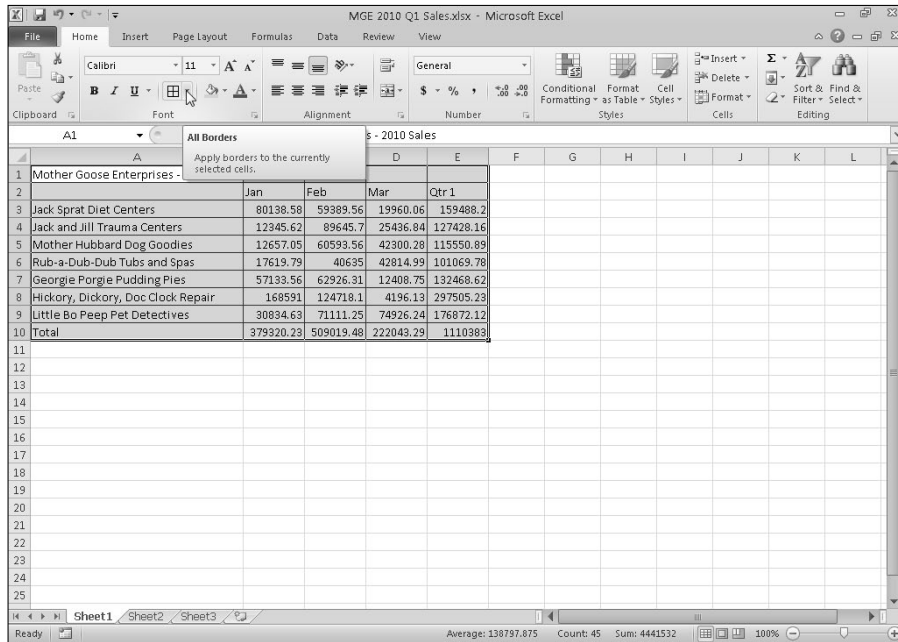 MGE 2010 Q1 Sales.xlsx - Microsoft Excel
File Home Insert Page Layout Formulas Data Review View
Paste
Calibri 11 A A
B I U A
General
$ % , .0 .00 .00 .0
Conditional Formatting Format as Table Cell Styles
Insert
Delete
Format
Σ
Sort & Filter Find & Select
Clipboard Font Alignment Number Styles Cells Editing
A1 s - 2010 Sales
All Borders
Apply borders to the currently
selected cells.
A D E F G H I J K L
1 Mother Goose Enterprises -
2 Jan Feb Mar Qtr 1
3 Jack Sprat Diet Centers 80138.58 59389.56 19960.06 159488.2
4 Jack and Jill Trauma Centers 12345.62 89645.7 25436.84 127428.16
5 Mother Hubbard Dog Goodies 12657.05 60593.56 42300.28 115550.89
6 Rub-a-Dub-Dub Tubs and Spas 17619.79 40635 42814.99 101069.78
7 Georgie Porgie Pudding Pies 57133.56 62926.31 12408.75 132468.62
8 Hickory, Dickory, Doc Clock Repair 168591 124718.1 4196.13 297505.23
9 Little Bo Peep Pet Detectives 30834.63 71111.25 74926.24 176872.12
10 Total 379320.23 509019.48 222043.29 1110383
11
12
13
14
15
16
17
18
19
20
21
22
23
24
25
Sheet1 Sheet2 Sheet3
Ready Average: 138797.875 Count: 45 Sum: 4441532 100%